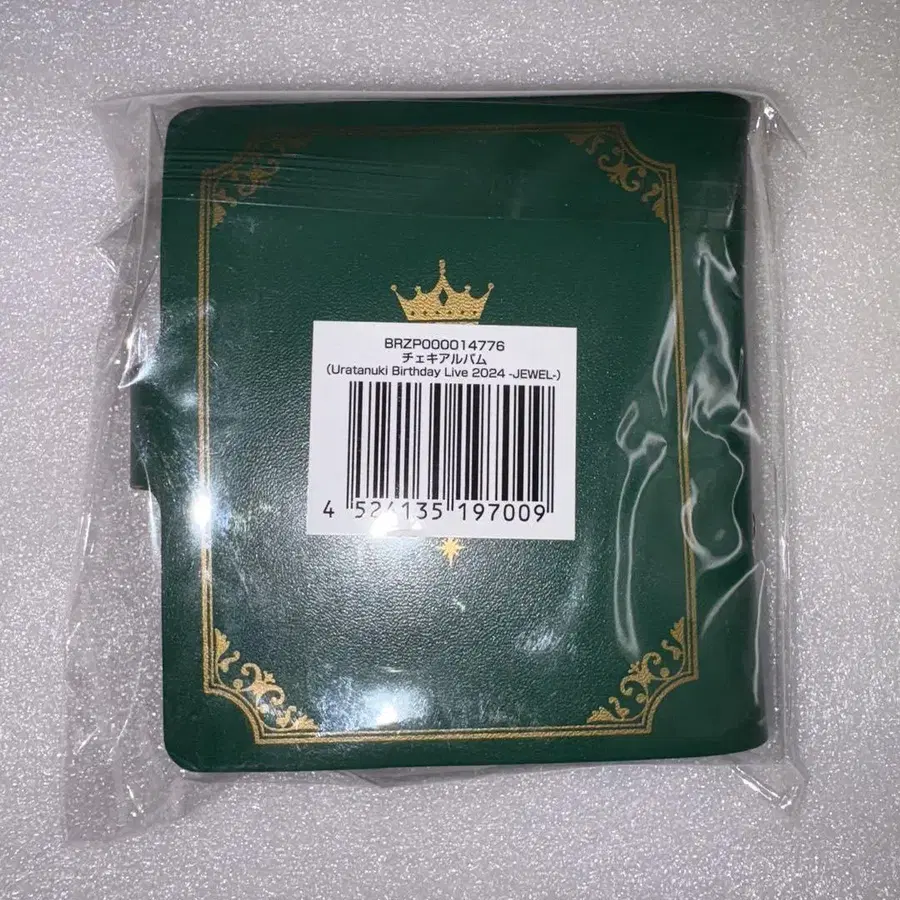 BRZP000014776
チェキアルバム
(Uratanuki Birthday Live 2024 -JEWEL-)
4 524135 197009